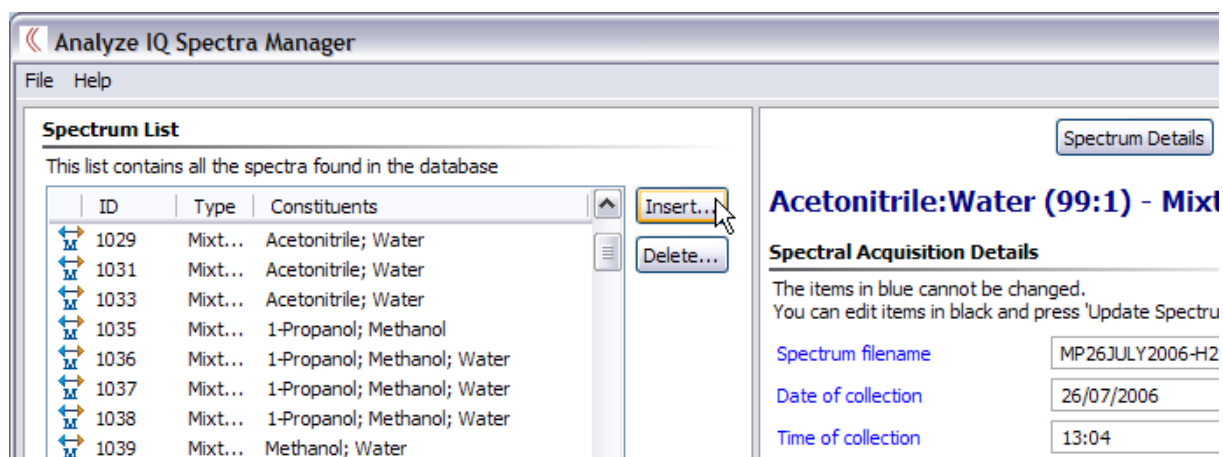 Analyze IQ Spectra Manager
File Help
Spectrum List
This list contains all the spectra found in the database
ID Type Constituents
1029 Mixt... Acetonitrile; Water
1031 Mixt... Acetonitrile; Water
1033 Mixt... Acetonitrile; Water
1035 Mixt... 1-Propanol; Methanol
1036 Mixt... 1-Propanol; Methanol; Water
1037 Mixt... 1-Propanol; Methanol; Water
1038 Mixt... 1-Propanol; Methanol; Water
1039 Mixt... Methanol; Water
Insert...
Delete...
Spectrum Details
Acetonitrile:Water (99:1) - Mixt
Spectral Acquisition Details
The items in blue cannot be changed.
You can edit items in black and press 'Update Spectru
Spectrum filename MP26JULY2006-H2
Date of collection 26/07/2006
Time of collection 13:04